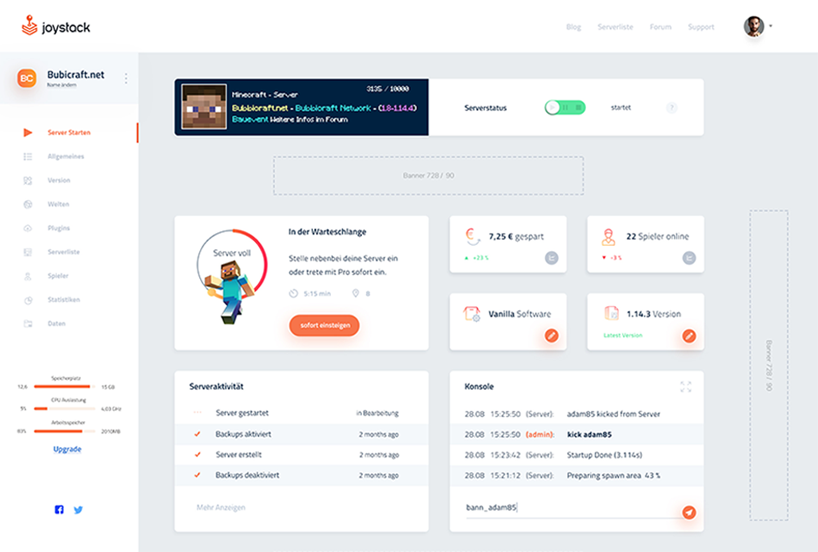 joystack
Blog Serverliste Forum Support
BC
Bubicraft.net
Name ändern
Server Starten
Allgemeines
Version
Welten
Plugins
Serverliste
Spieler
Statistiken
Daten
Speicherplatz
12,6 15 GB
CPU Auslastung
9% 4,03 GHz
Arbeitsspeicher
80% 2010MB
Upgrade
Minecraft - Server 3135 / 10000
Bubbicraft.net - Bubbicraft Network - (1.8-1.14.4)
Bauevent Weitere Infos im Forum
Serverstatus startet ?
Banner 728 / 90
Server voll
In der Warteschlange
Stelle nebenbei deine Server ein
oder trete mit Pro sofort ein.
5:15 min 8
sofort einsteigen
7,25 € gespart
+23 %
22 Spieler online
-3 %
Vanilla Software
1.14.3 Version
Latest Version
Banner 728 / 90
Serveraktivität
Server gestartet in Bearbeitung
Backups aktiviert 2 months ago
Server erstellt 2 months ago
Backups deaktiviert 2 months ago
Mehr Anzeigen
Konsole
28.08 15:25:50 (Server): adam85 kicked from Server
28.08 15:25:50 (admin): kick adam85
28.08 15:23:42 (Server): Startup Done (3.114s)
28.08 15:21:12 (Server): Preparing spawn area 43 %
bann_adam85